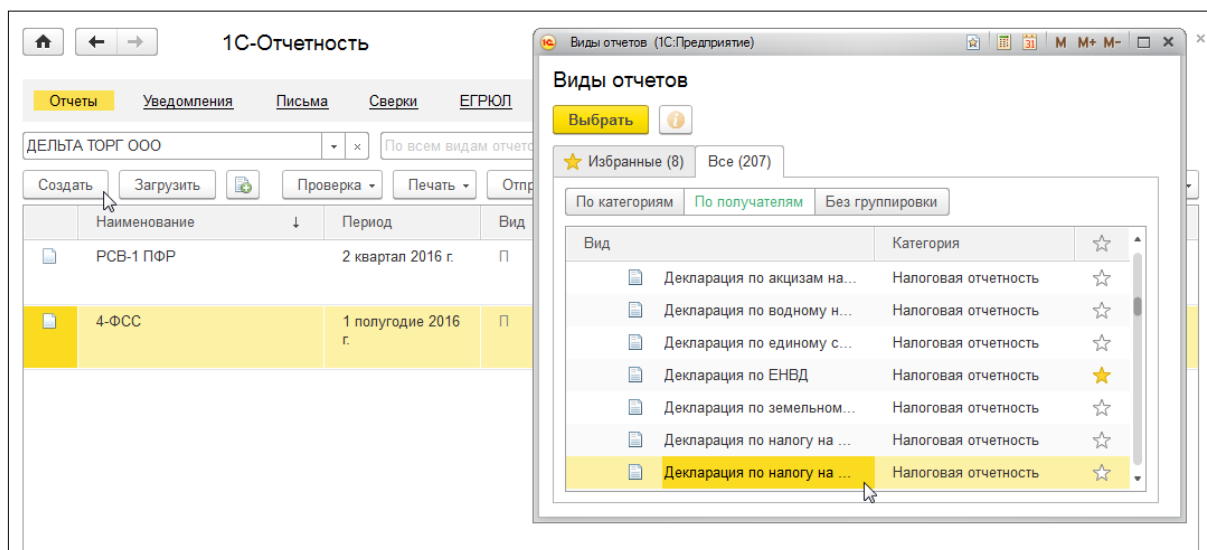 1С-Отчетность
Отчеты Уведомления Письма Сверки ЕГРЮЛ
ДЕЛЬТА ТОРГ ООО По всем видам отчето
Создать Загрузить Проверка Печать Отпр
Наименование ↓ Период Вид
РСВ-1 ПФР 2 квартал 2016 г. П
4-ФСС 1 полугодие 2016 П
г.
1С Виды отчетов (1С:Предприятие) 31 M M+ M-
Виды отчетов
Выбрать
Избранные (8) Все (207)
По категориям По получателям Без группировки
Вид Категория
Декларация по акцизам на... Налоговая отчетность
Декларация по водному н... Налоговая отчетность
Декларация по единому с... Налоговая отчетность
Декларация по ЕНВД Налоговая отчетность
Декларация по земельном... Налоговая отчетность
Декларация по налогу на ... Налоговая отчетность
Декларация по налогу на ... Налоговая отчетность